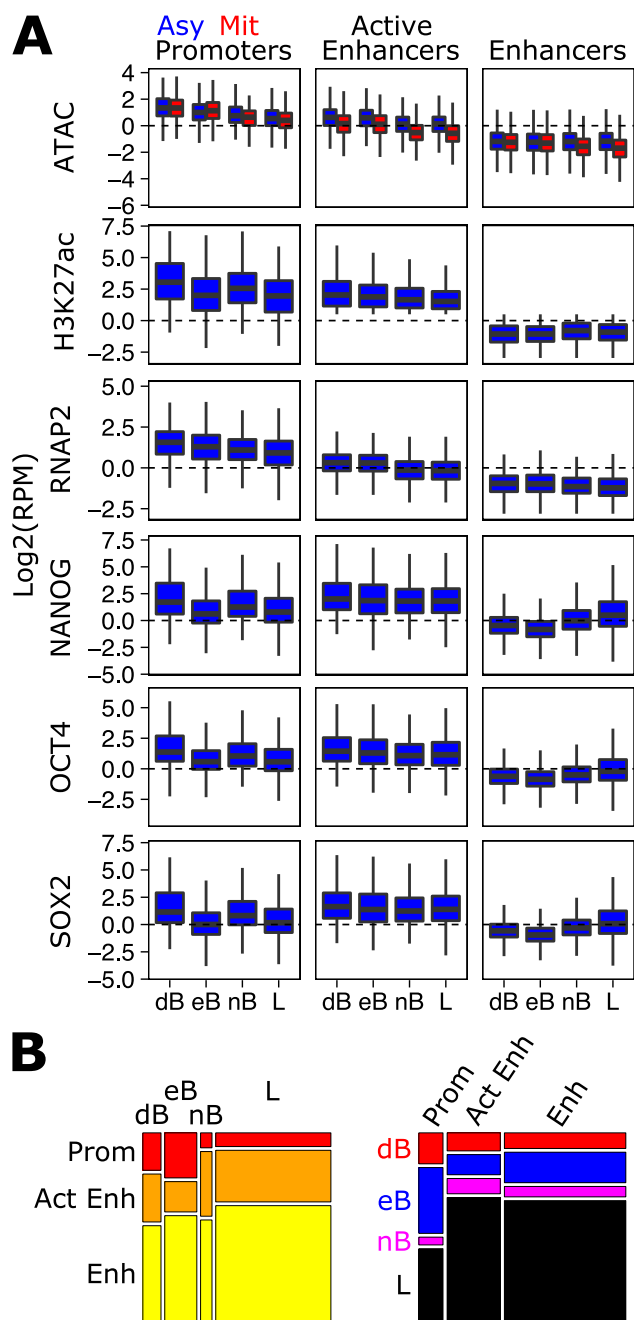 A
Asy Mit
Promoters
Active
Enhancers
Enhancers
Log2(RPM)
ATAC
4
2
0
−2
−4
−6
H3K27ac
7.5
5.0
2.5
0.0
−2.5
RNAP2
5.0
2.5
0.0
−2.5
NANOG
7.5
5.0
2.5
0.0
−2.5
−5.0
OCT4
5.0
2.5
0.0
−2.5
SOX2
7.5
5.0
2.5
0.0
−2.5
−5.0
dB eB nB L
dB eB nB L
dB eB nB L
B
dB eB nB L
Prom
Act Enh
Enh
Prom Act Enh Enh
dB
eB
nB
L